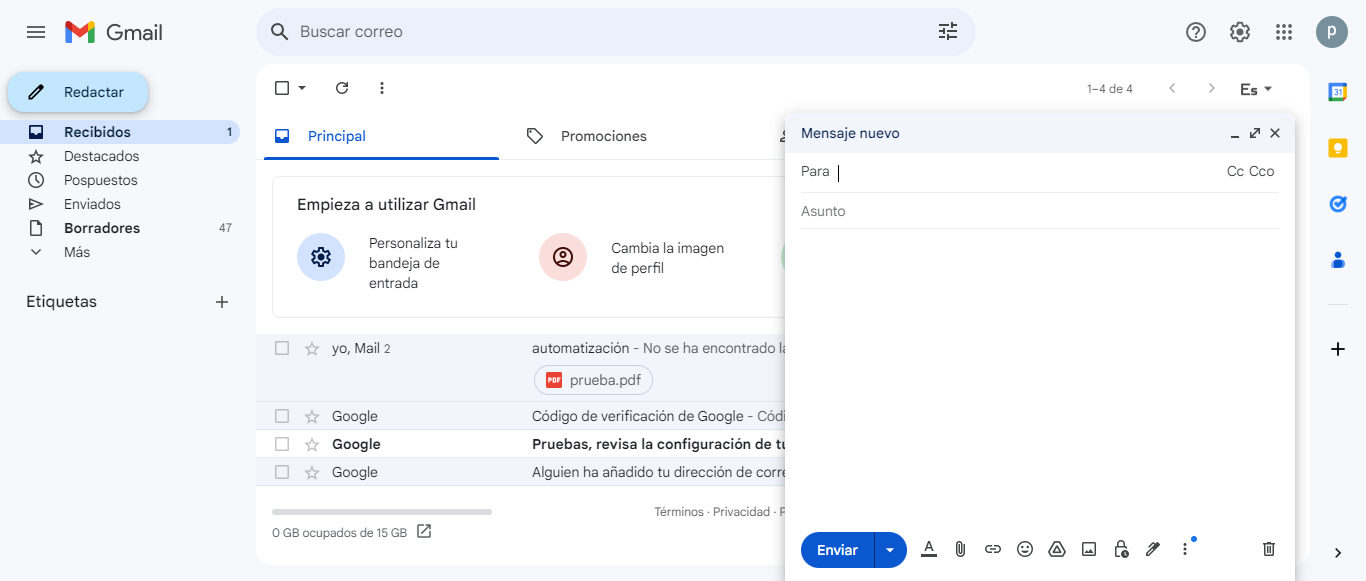 Gmail
Buscar correo
p
Redactar
Recibidos 1
Destacados
Pospuestos
Enviados
Borradores 47
Más
Etiquetas
1–4 de 4
Es
Principal
Promociones
Empieza a utilizar Gmail
Personaliza tu
bandeja de
entrada
Cambia la imagen
de perfil
yo, Mail 2 automatización - No se ha encontrado la
PDF prueba.pdf
Google Código de verificación de Google - Códi
Google Pruebas, revisa la configuración de tu
Google Alguien ha añadido tu dirección de corre
0 GB ocupados de 15 GB
Términos · Privacidad · P
Mensaje nuevo
Para Cc Cco
Asunto
Enviar
A
31